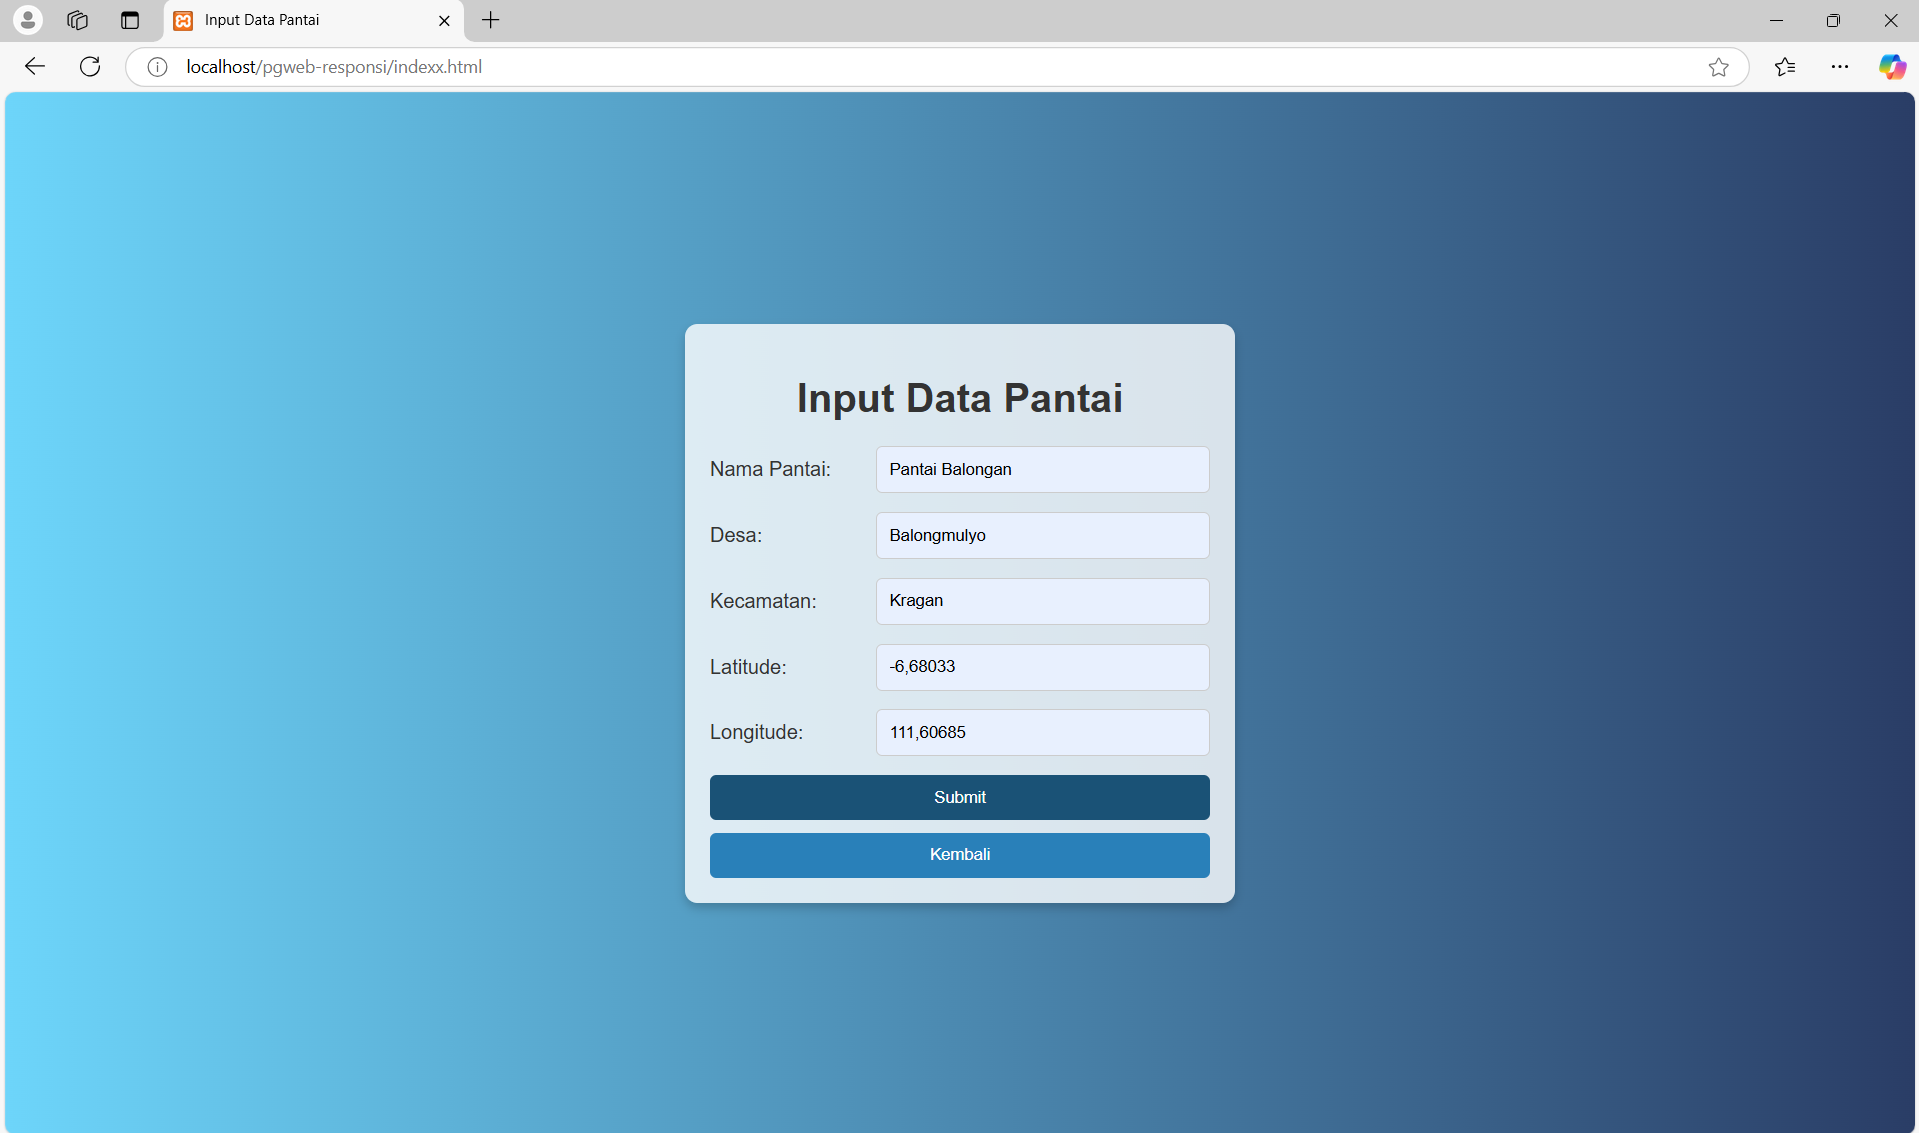 Input Data Pantai
localhost/pgweb-responsi/indexx.html
Input Data Pantai
Nama Pantai: Pantai Balongan
Desa: Balongmulyo
Kecamatan: Kragan
Latitude: -6,68033
Longitude: 111,60685
Submit
Kembali